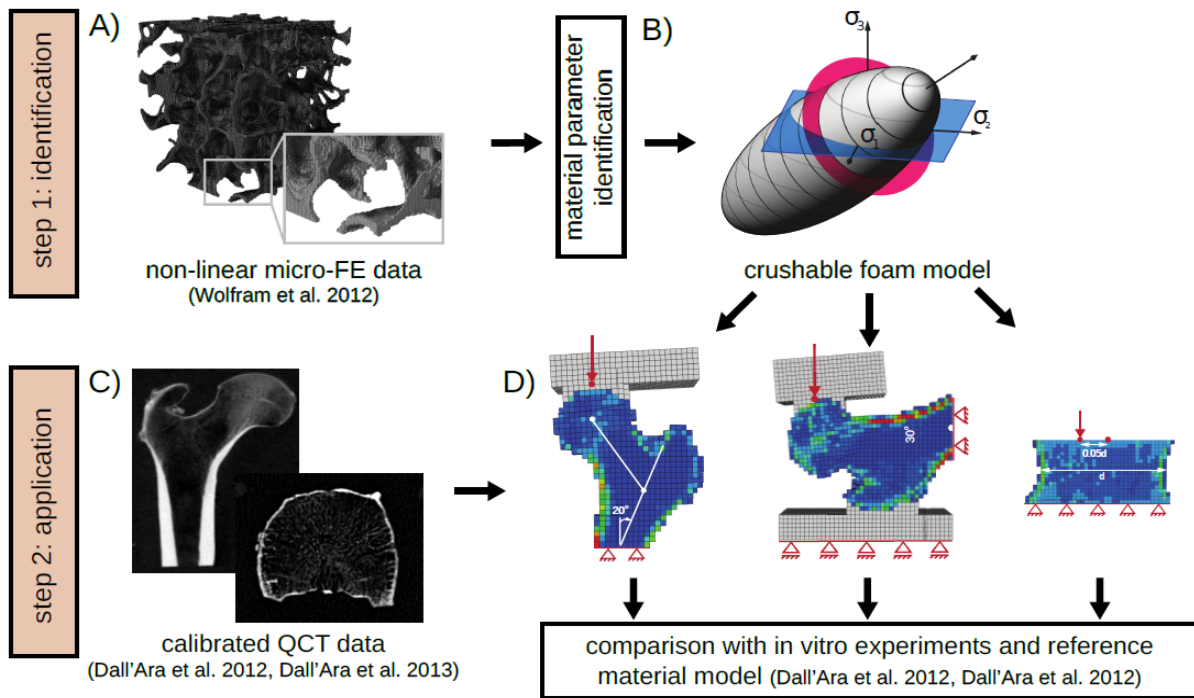 step 1: identification
A)
non-linear micro-FE data
(Wolfram et al. 2012)
material parameter
identification
B)
σ3
σ2
σ1
crushable foam model
step 2: application
C)
calibrated QCT data
(Dall'Ara et al. 2012, Dall'Ara et al. 2013)
D)
20°
30°
0.05d
d
comparison with in vitro experiments and reference
material model (Dall'Ara et al. 2012, Dall'Ara et al. 2012)